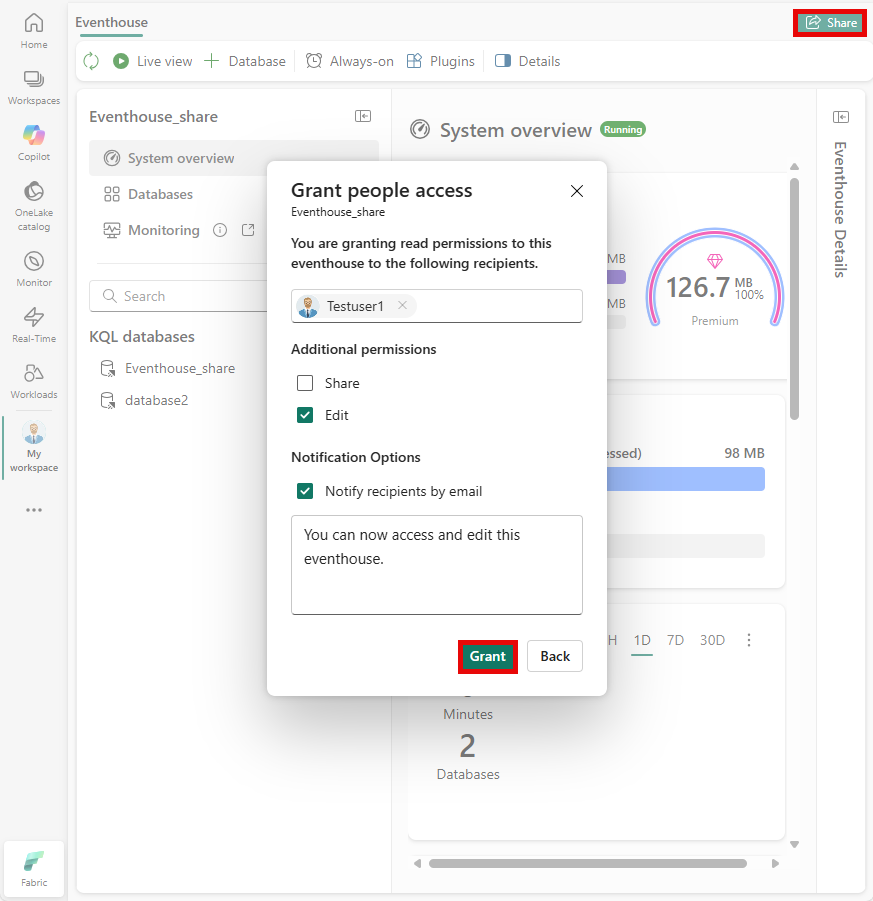 Eventhouse
Share
Home
Live view
Database
Always-on
Plugins
Details
Workspaces
Copilot
OneLake
catalog
Monitor
Real-Time
Workloads
My
workspace
Fabric
Eventhouse_share
System overview
Databases
Monitoring
Search
KQL databases
Eventhouse_share
database2
System overview
Running
Grant people access
Eventhouse_share
You are granting read permissions to this
eventhouse to the following recipients.
Testuser1
Additional permissions
Share
Edit
Notification Options
Notify recipients by email
You can now access and edit this
eventhouse.
Grant
Back
MB
MB
126.7 MB
100%
Premium
essed)
98 MB
H
1D
7D
30D
Minutes
2
Databases
Eventhouse Details